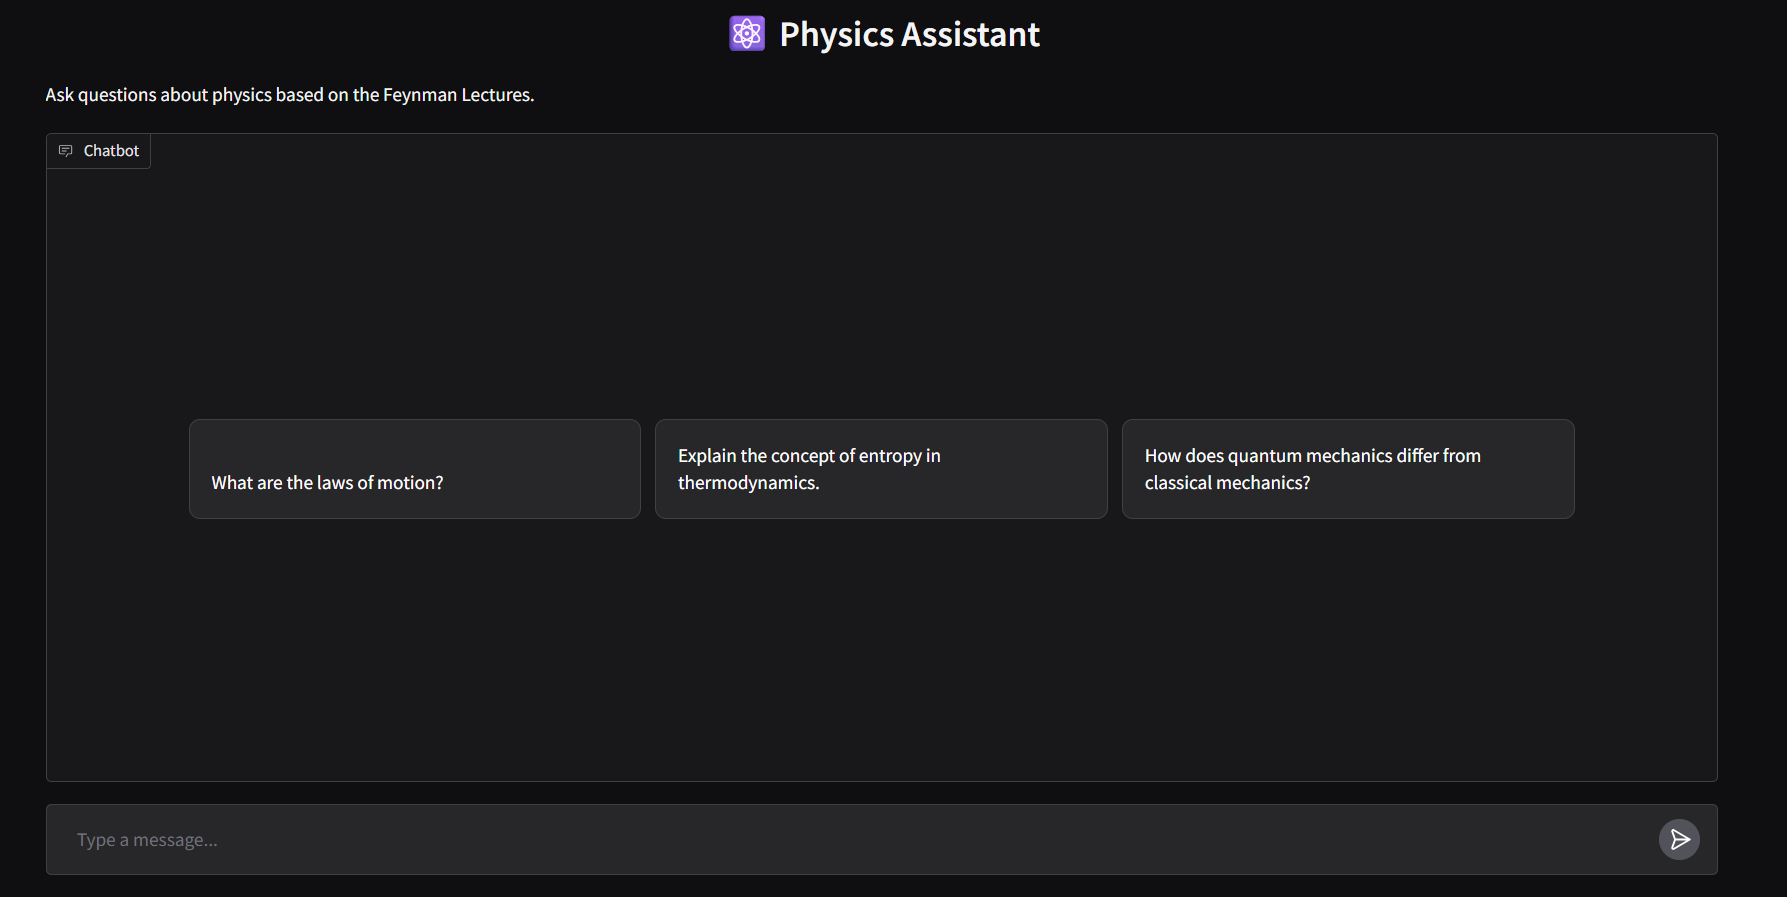 ⚛️ Physics Assistant
Ask questions about physics based on the Feynman Lectures.
Chatbot
What are the laws of motion?
Explain the concept of entropy in
thermodynamics.
How does quantum mechanics differ from
classical mechanics?
Type a message...